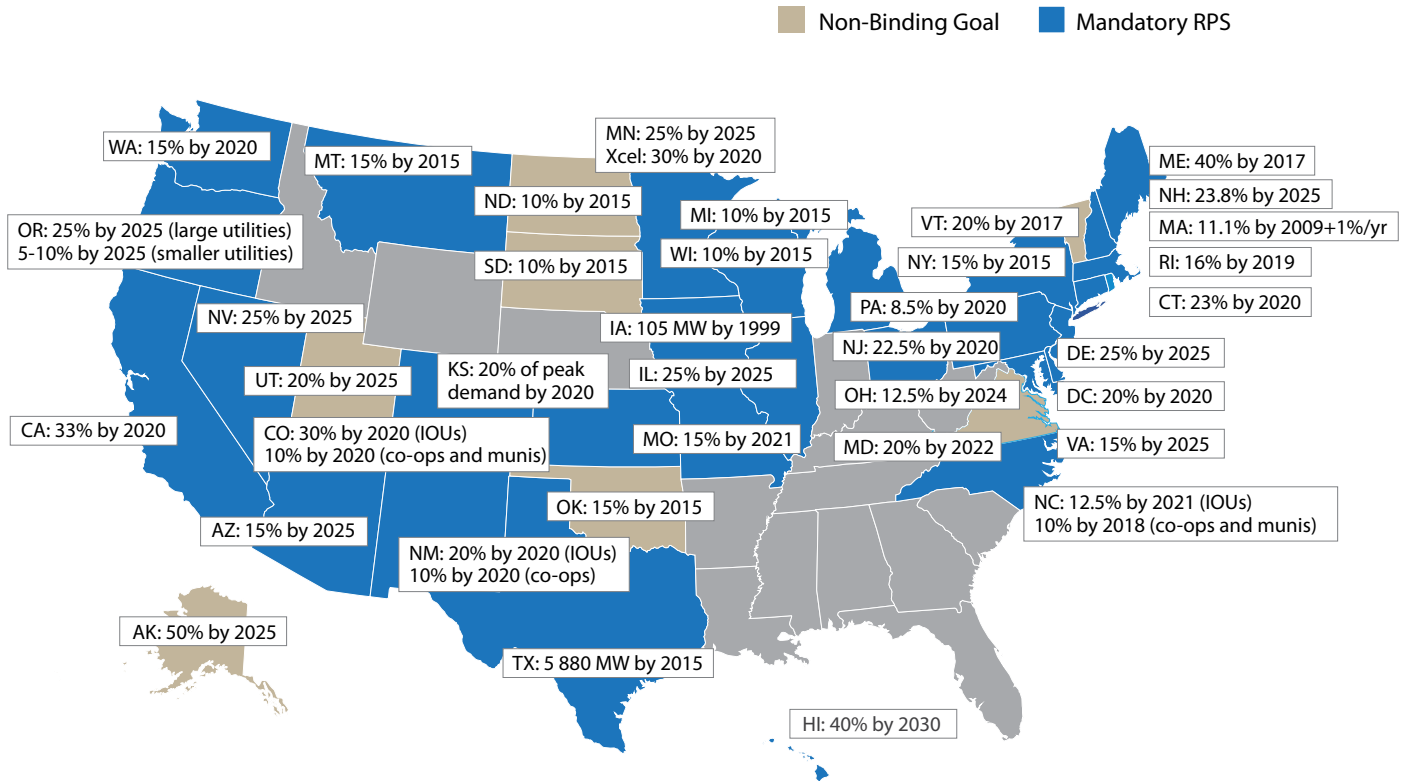 Non-Binding Goal
Mandatory RPS
WA: 15% by 2020
MT: 15% by 2015
MN: 25% by 2025
Xcel: 30% by 2020
ME: 40% by 2017
ND: 10% by 2015
NH: 23.8% by 2025
OR: 25% by 2025 (large utilities)
5-10% by 2025 (smaller utilities)
MI: 10% by 2015
VT: 20% by 2017
MA: 11.1% by 2009+1%/yr
SD: 10% by 2015
WI: 10% by 2015
NY: 15% by 2015
RI: 16% by 2019
NV: 25% by 2025
IA: 105 MW by 1999
PA: 8.5% by 2020
CT: 23% by 2020
NJ: 22.5% by 2020
DE: 25% by 2025
UT: 20% by 2025
KS: 20% of peak
demand by 2020
IL: 25% by 2025
OH: 12.5% by 2024
DC: 20% by 2020
CA: 33% by 2020
CO: 30% by 2020 (IOUs)
10% by 2020 (co-ops and munis)
MO: 15% by 2021
MD: 20% by 2022
VA: 15% by 2025
OK: 15% by 2015
NC: 12.5% by 2021 (IOUs)
10% by 2018 (co-ops and munis)
AZ: 15% by 2025
NM: 20% by 2020 (IOUs)
10% by 2020 (co-ops)
AK: 50% by 2025
TX: 5 880 MW by 2015
HI: 40% by 2030